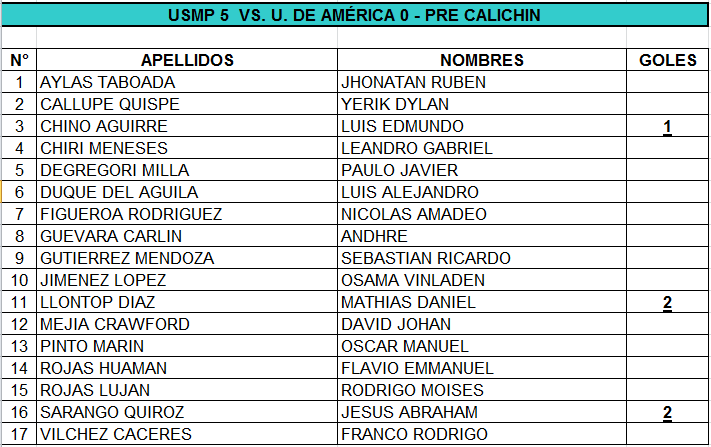 USMP 5 VS. U. DE AMÉRICA 0 - PRE CALICHIN
N° APELLIDOS NOMBRES GOLES
1 AYLAS TABOADA JHONATAN RUBEN
2 CALLUPE QUISPE YERIK DYLAN
3 CHINO AGUIRRE LUIS EDMUNDO 1
4 CHIRI MENESES LEANDRO GABRIEL
5 DEGREGORI MILLA PAULO JAVIER
6 DUQUE DEL AGUILA LUIS ALEJANDRO
7 FIGUEROA RODRIGUEZ NICOLAS AMADEO
8 GUEVARA CARLIN ANDHRE
9 GUTIERREZ MENDOZA SEBASTIAN RICARDO
10 JIMENEZ LOPEZ OSAMA VINLADEN
11 LLONTOP DIAZ MATHIAS DANIEL 2
12 MEJIA CRAWFORD DAVID JOHAN
13 PINTO MARIN OSCAR MANUEL
14 ROJAS HUAMAN FLAVIO EMMANUEL
15 ROJAS LUJAN RODRIGO MOISES
16 SARANGO QUIROZ JESUS ABRAHAM 2
17 VILCHEZ CACERES FRANCO RODRIGO